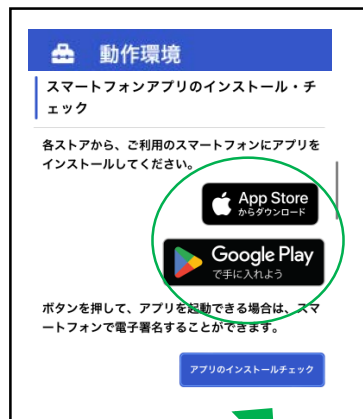 動作環境
スマートフォンアプリのインストール・チ
ェック
各ストアから、ご利用のスマートフォンにアプリを
インストールしてください。
App Store
からダウンロード
Google Play
で手に入れよう
ボタンを押して、アプリを起動できる場合は、スマ
ートフォンで電子署名することができます。
アプリのインストールチェック